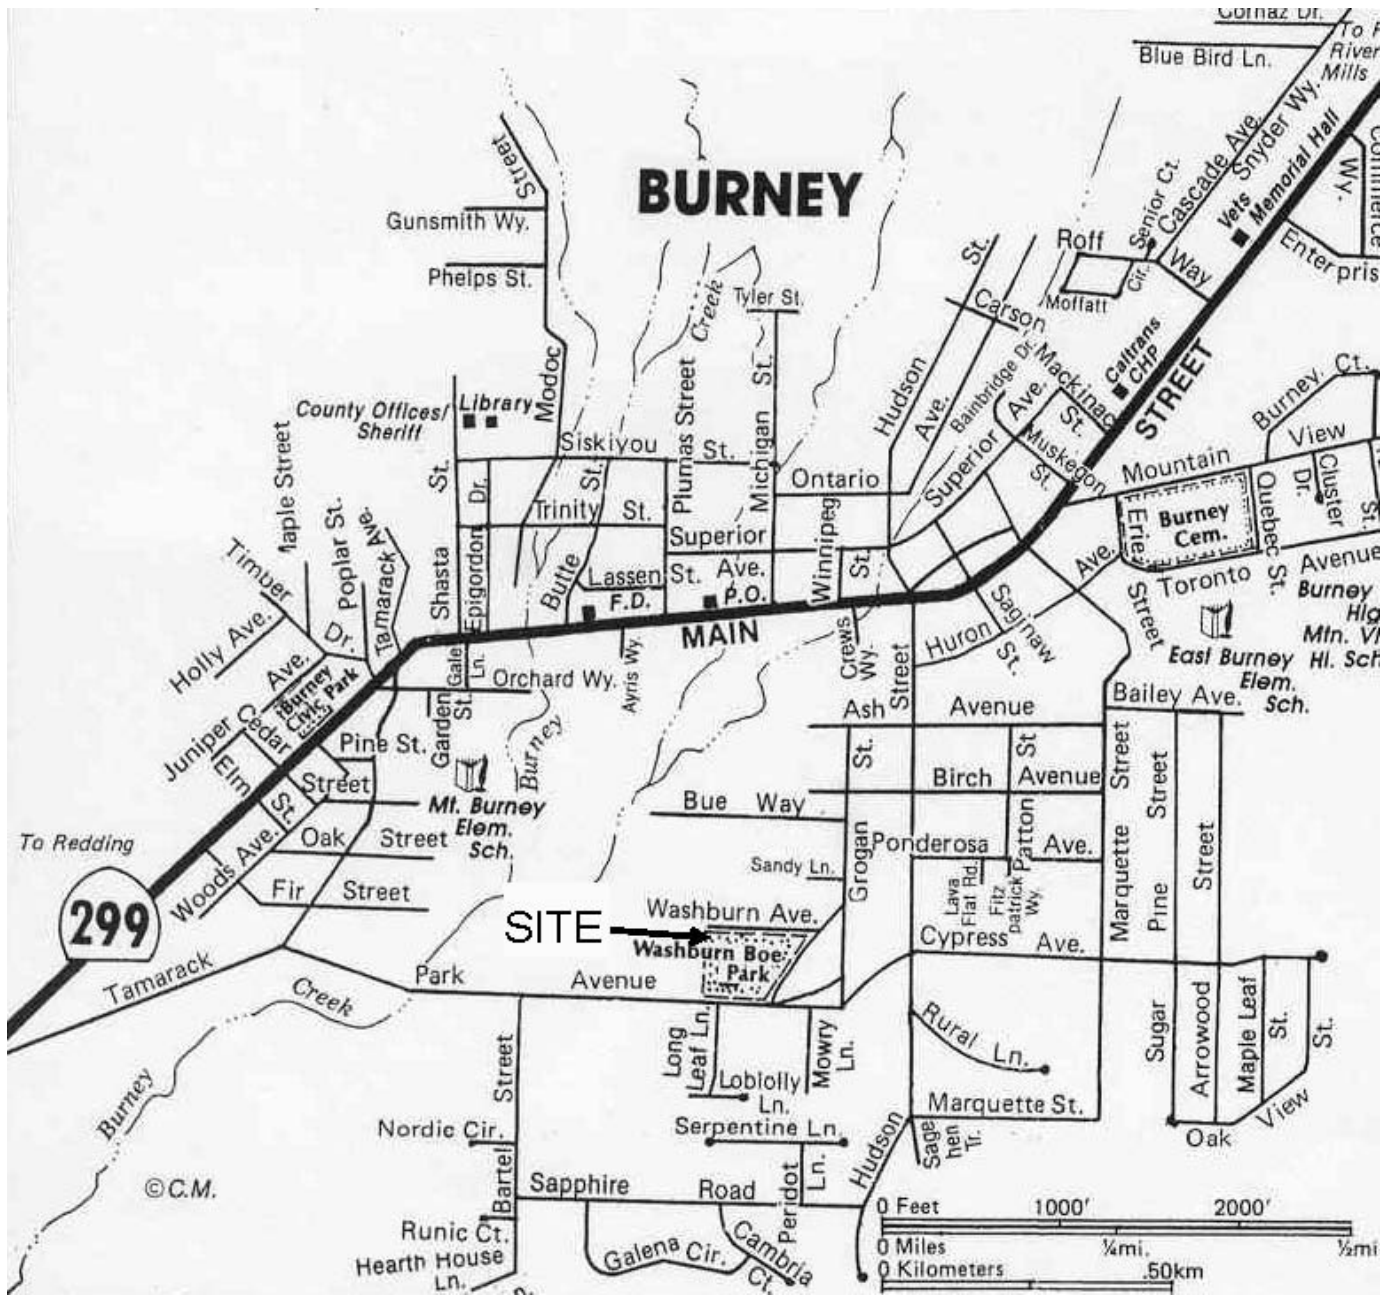 Cornaz Dr.
Blue Bird Ln.
River
Mills
Snyder Wy.
Cascade Ave.
Vets
Memorial Hall
Wy.
Street
BURNEY
Gunsmith Wy.
Phelps St.
Senior Ct.
Roff
Cir.
Moffatt
Way
Enterpris
Creek
Tyler St.
St.
Carson
Caltrans
CHP
STREET
Hudson
Ave.
Bainbridge Dr.
Mackinac
St.
Burney Ct.
View
County Offices/
Sheriff
Library
Modoc
Siskiyou St.
Plumas Street
Michigan St.
Ontario
Superior Ave.
Muskegon
St.
Mountain
Trinity St.
Superior Ave.
Winnipeg St.
Erie
Street
Burney
Cem.
Quebec St.
Cluster
Dr.
St.
Timber
Dr.
Poplar St.
Tamarack Ave.
Shasta
St.
Epigordon
Dr.
Butte
St.
Lassen St.
F.D.
P.O.
MAIN
Ave.
Toronto Avenue
Holly Ave.
Huron
Saginaw
St.
Crews
Wy.
Street
East Burney
Elem.
Sch.
Burney
Burney
Civic
Park
Gale
Ln.
Orchard Wy.
Ayris Wy.
Garden
St.
Juniper
Ave.
Cedar
Street
Elm
St.
Pine St.
Ash Avenue
Bailey Ave.
Mt. Burney
Elem.
Sch.
Burney
To Redding
Oak Street
Woods Ave.
Fir Street
299
Bue Way
Birch Avenue
Ponderosa Ave.
Patton
St
Marquette Street
Pine Street
Street
Sandy Ln.
Grogan
St.
Lava
Flat Rd.
Fitz
patrick
Wy.
SITE
Washburn Ave.
Washburn Boe
Park
Cypress Ave.
Tamarack
Park Avenue
Creek
Long
Leaf Ln.
Mowry
Ln.
Loblolly
Ln.
Rural Ln.
Sugar
Arrowood
Maple Leaf
St.
St.
Burney
Street
Nordic Cir.
Serpentine Ln.
Marquette St.
Sage
hen
Tr.
Oak View
©C.M.
Bartel
Sapphire Road
Peridot
Ln.
Hudson
Runic Ct.
Hearth House
Ln.
Galena Cir.
Cambria
Ct.
0 Feet 1000' 2000'
0 Miles ¼mi. ½mi
0 Kilometers .50km